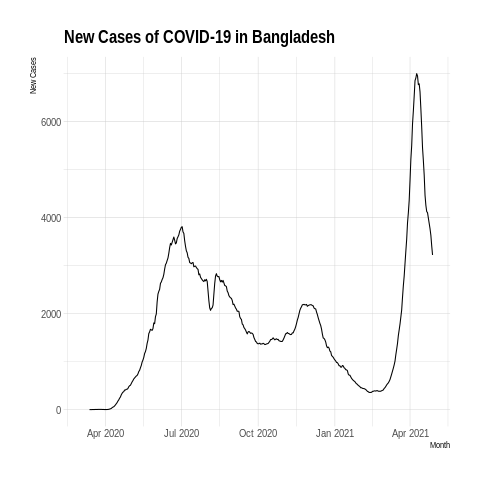 New Cases of COVID-19 in Bangladesh
New Cases
6000
4000
2000
0
Apr 2020 Jul 2020 Oct 2020 Jan 2021 Apr 2021
Month